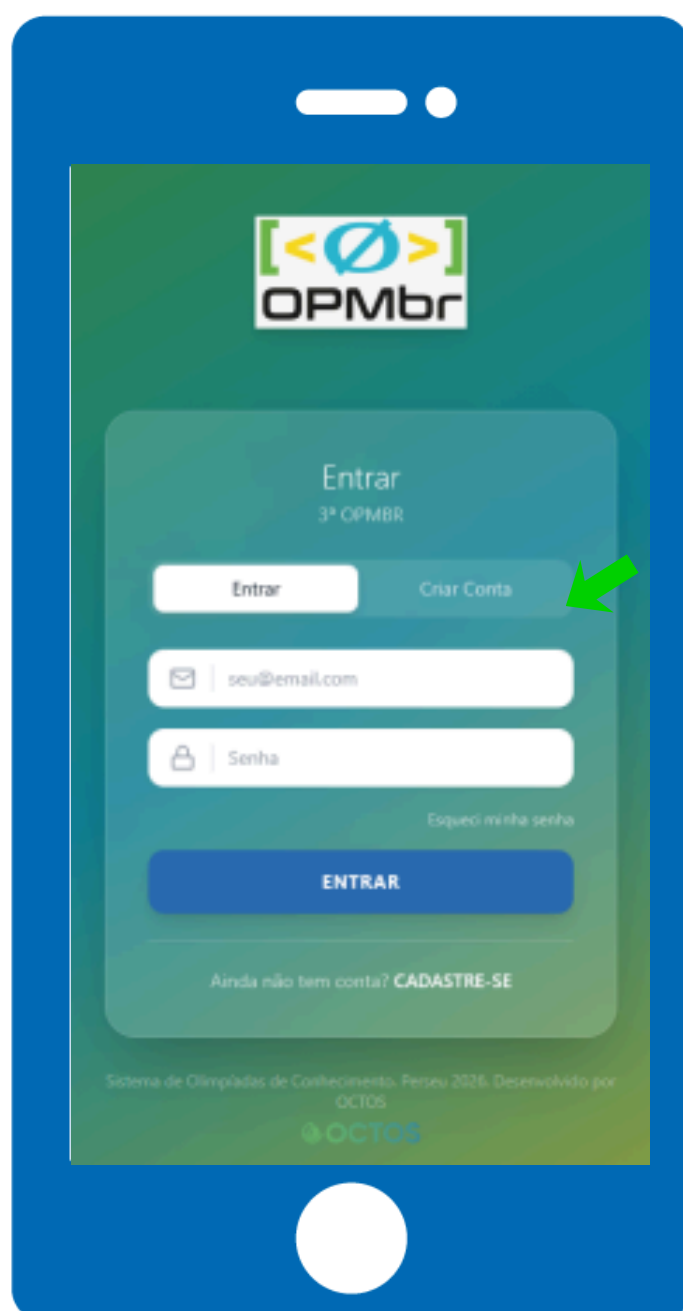 [<Ø>]
OPMbr
Entrar
3ª OPMBR
Entrar
Criar Conta
seu@email.com
Senha
Esqueci minha senha
ENTRAR
Ainda não tem conta? CADASTRE-SE
Sistema de Olimpíadas de Conhecimento. Perseu 2026. Desenvolvido por
OCTOS
OCTOS